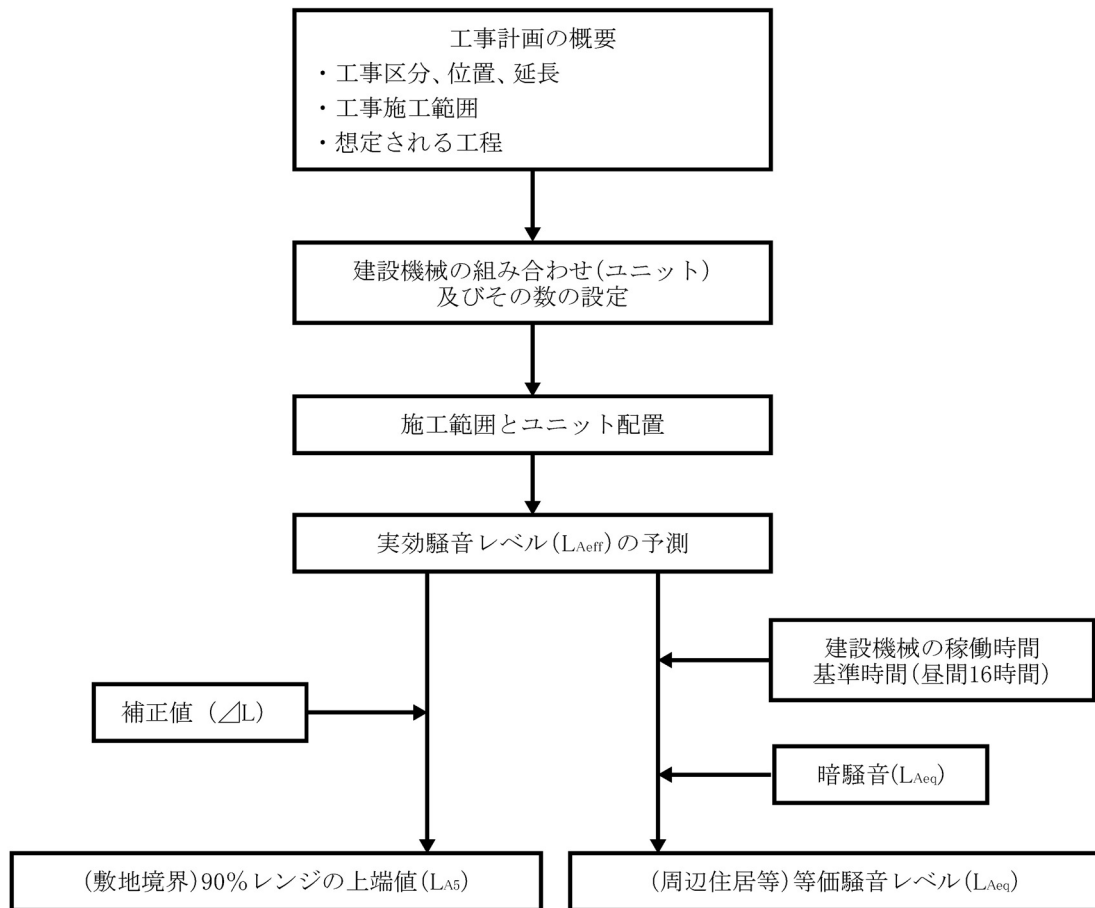 工事計画の概要
・工事区分、位置、延長
・工事施工範囲
・想定される工程
建設機械の組み合わせ(ユニット)
及びその数の設定
施工範囲とユニット配置
実効騒音レベル(LAeff)の予測
建設機械の稼働時間
基準時間(昼間16時間)
補正値 (⊿L)
暗騒音(LAeq)
(敷地境界)90%レンジの上端値(LA5)
(周辺住居等)等価騒音レベル(LAeq)